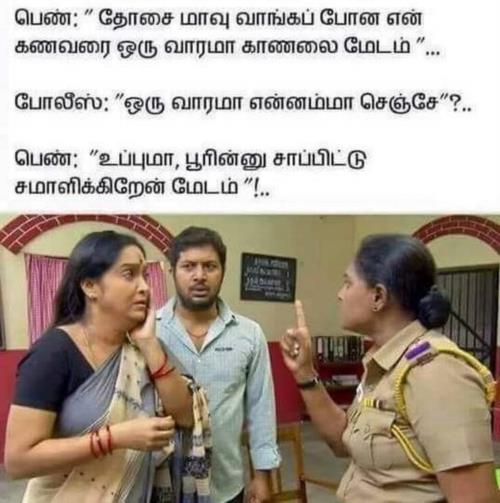 பெண்: " தோசை மாவு வாங்கப் போன என்
கணவரை ஒரு வாரமா காணலை மேடம் "...
போலீஸ்: "ஒரு வாரமா என்னம்மா செஞ்சே"?..
பெண்: "உப்புமா, பூரின்னு சாப்பிட்டு
சமாளிக்கிறேன் மேடம் "!..